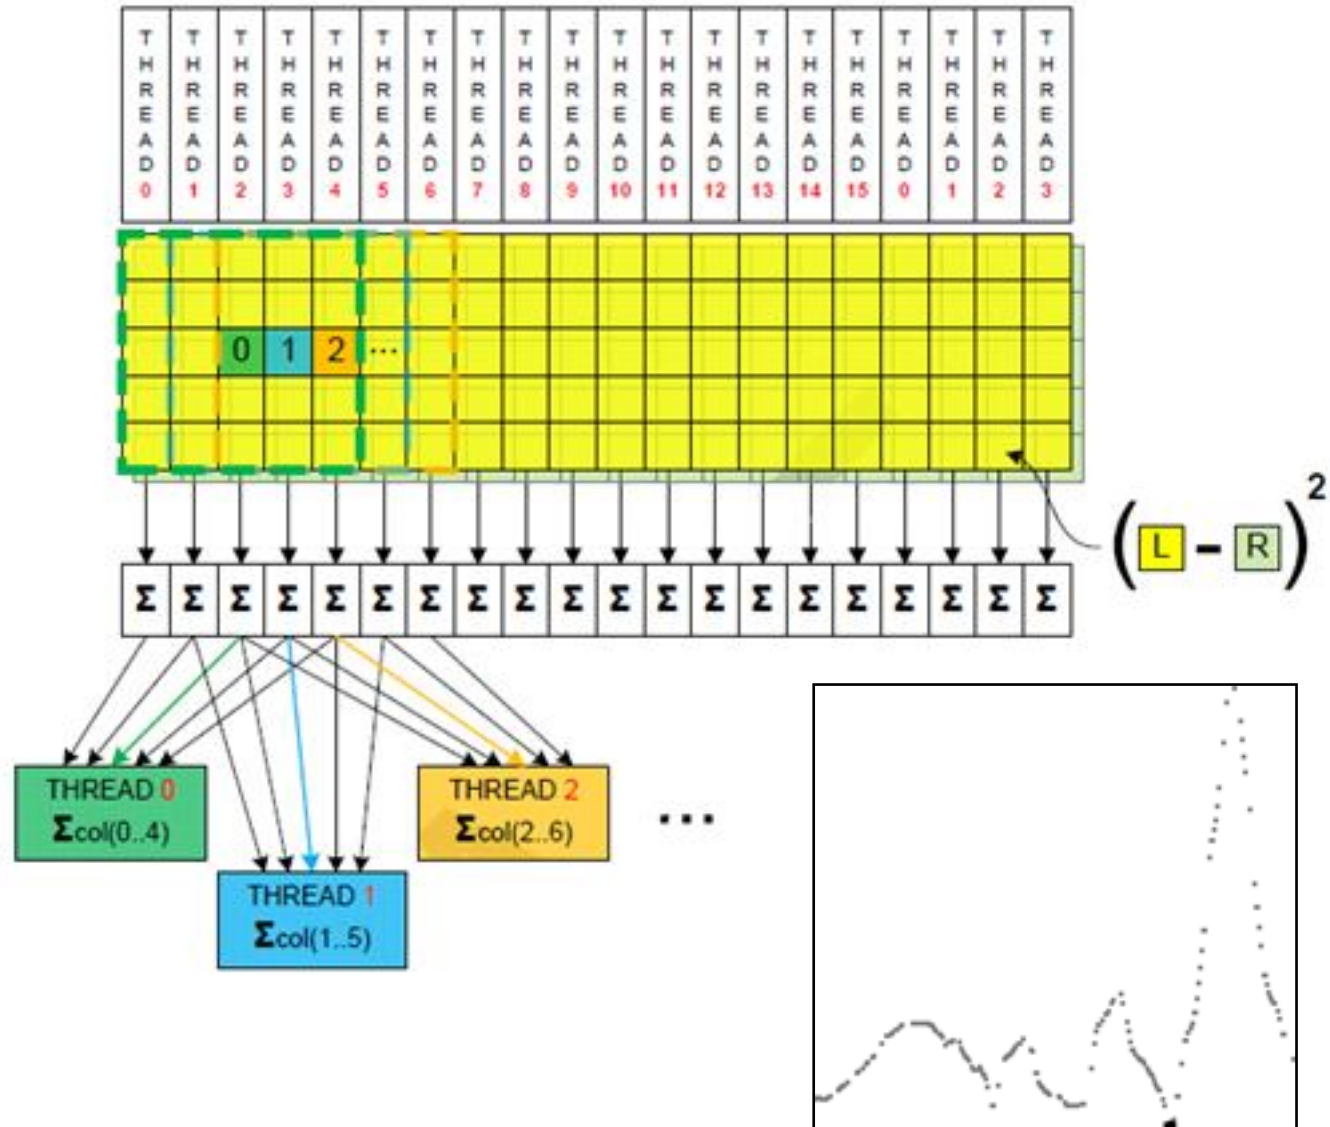 THREAD 0 THREAD 1 THREAD 2 THREAD 3 THREAD 4 THREAD 5 THREAD 6 THREAD 7 THREAD 8 THREAD 9 THREAD 10 THREAD 11 THREAD 12 THREAD 13 THREAD 14 THREAD 15 THREAD 0 THREAD 1 THREAD 2 THREAD 3
0 1 2 ...
(L - R)²
Σ Σ Σ Σ Σ Σ Σ Σ Σ Σ Σ Σ Σ Σ Σ Σ Σ Σ Σ Σ
THREAD 0
Σcol(0..4)
THREAD 2
Σcol(2..6)
...
THREAD 1
Σcol(1..5)